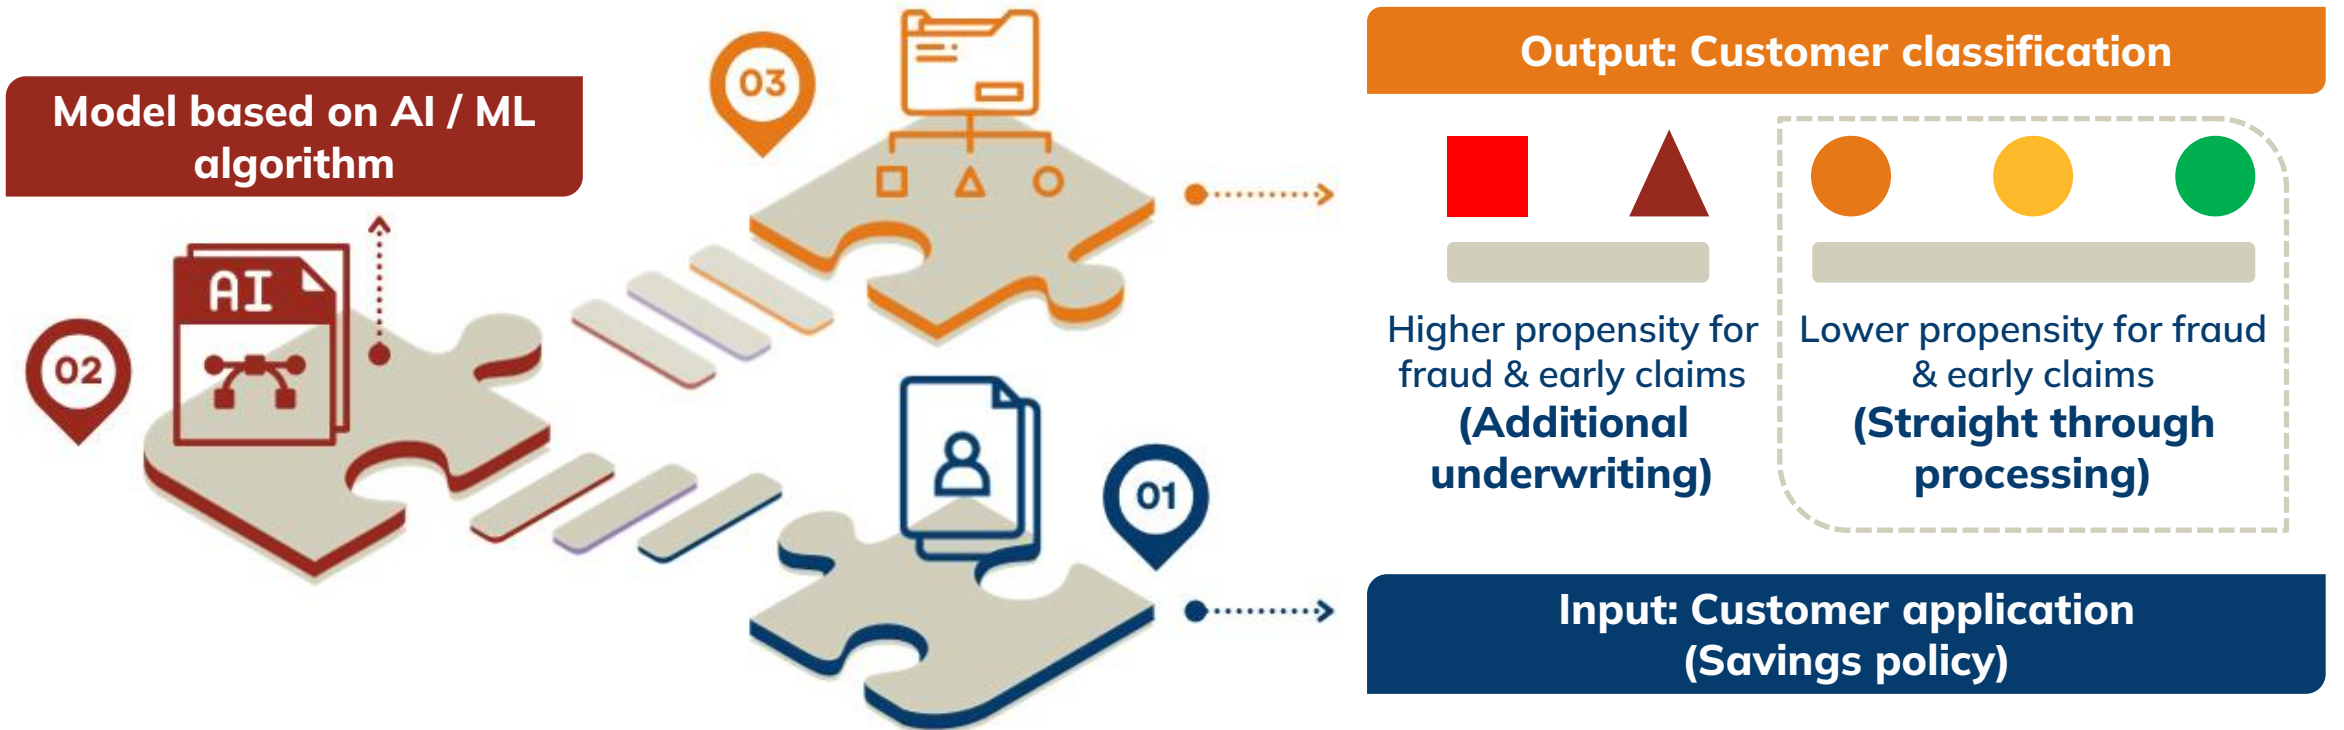 Model based on AI / ML
algorithm
AI
02
03
01
Output: Customer classification
Higher propensity for
fraud & early claims
(Additional
underwriting)
Lower propensity for fraud
& early claims
(Straight through
processing)
Input: Customer application
(Savings policy)